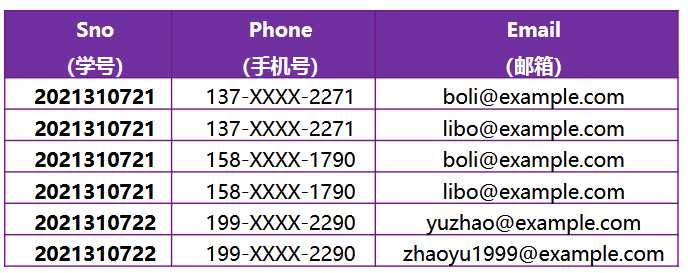 Sno Phone Email
(学号) (手机号) (邮箱)
2021310721 137-XXXX-2271 boli@example.com
2021310721 137-XXXX-2271 libo@example.com
2021310721 158-XXXX-1790 boli@example.com
2021310721 158-XXXX-1790 libo@example.com
2021310722 199-XXXX-2290 yuzhao@example.com
2021310722 199-XXXX-2290 zhaoyu1999@example.com